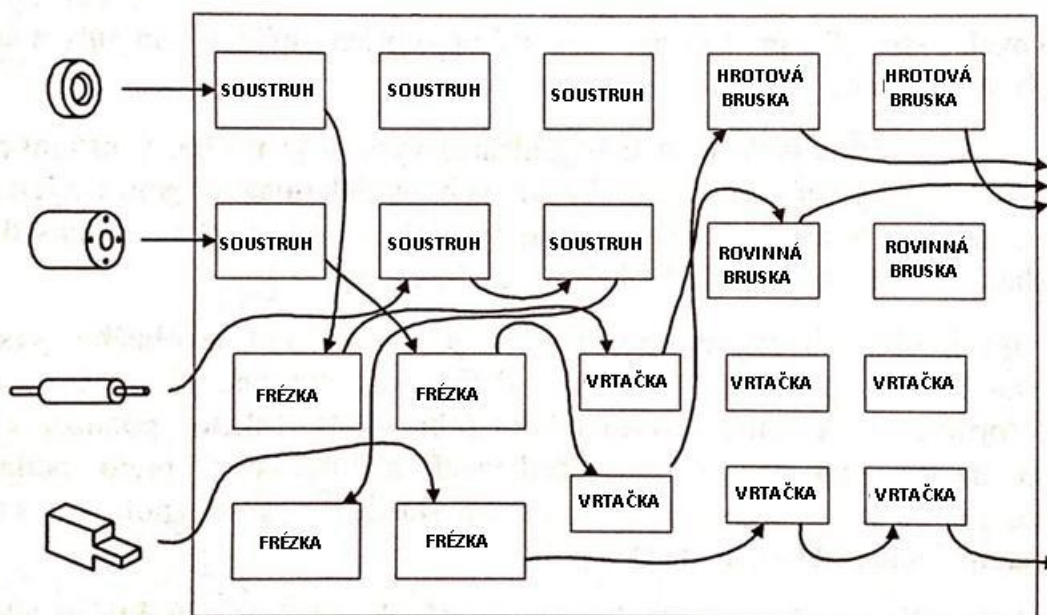 SOUSTRUH
SOUSTRUH
SOUSTRUH
HROTOVÁ
BRUSKA
HROTOVÁ
BRUSKA
SOUSTRUH
SOUSTRUH
SOUSTRUH
ROVINNÁ
BRUSKA
ROVINNÁ
BRUSKA
FRÉZKA
FRÉZKA
VRTAČKA
VRTAČKA
VRTAČKA
FRÉZKA
FRÉZKA
VRTAČKA
VRTAČKA
VRTAČKA